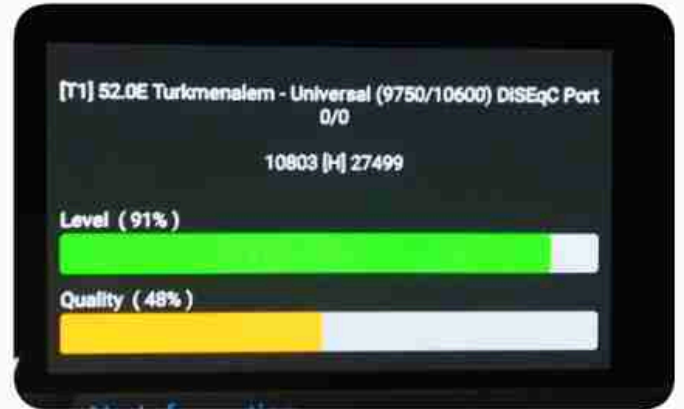 [T1] 52.0E Turkmenalem - Universal (9750/10600) DiSEqC Port
0/0
10803 [H] 27499
Level ( 91% )
Quality ( 48% )